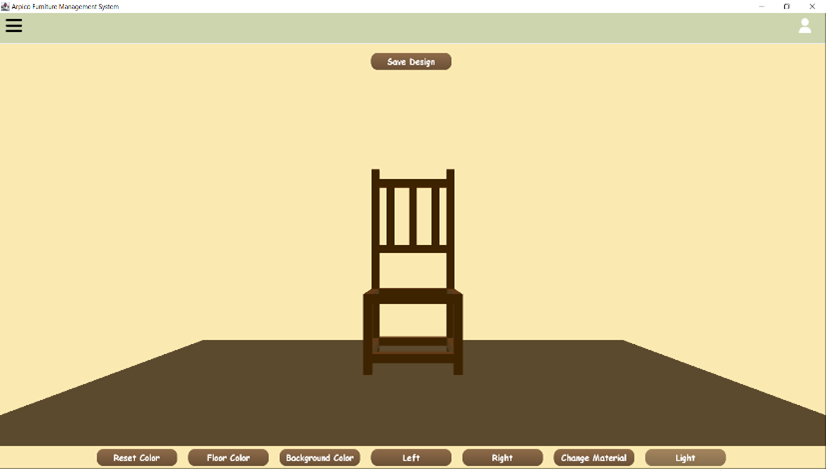 Arpico Furniture Management System
Save Design
Reset Color
Floor Color
Background Color
Left
Right
Change Material
Light